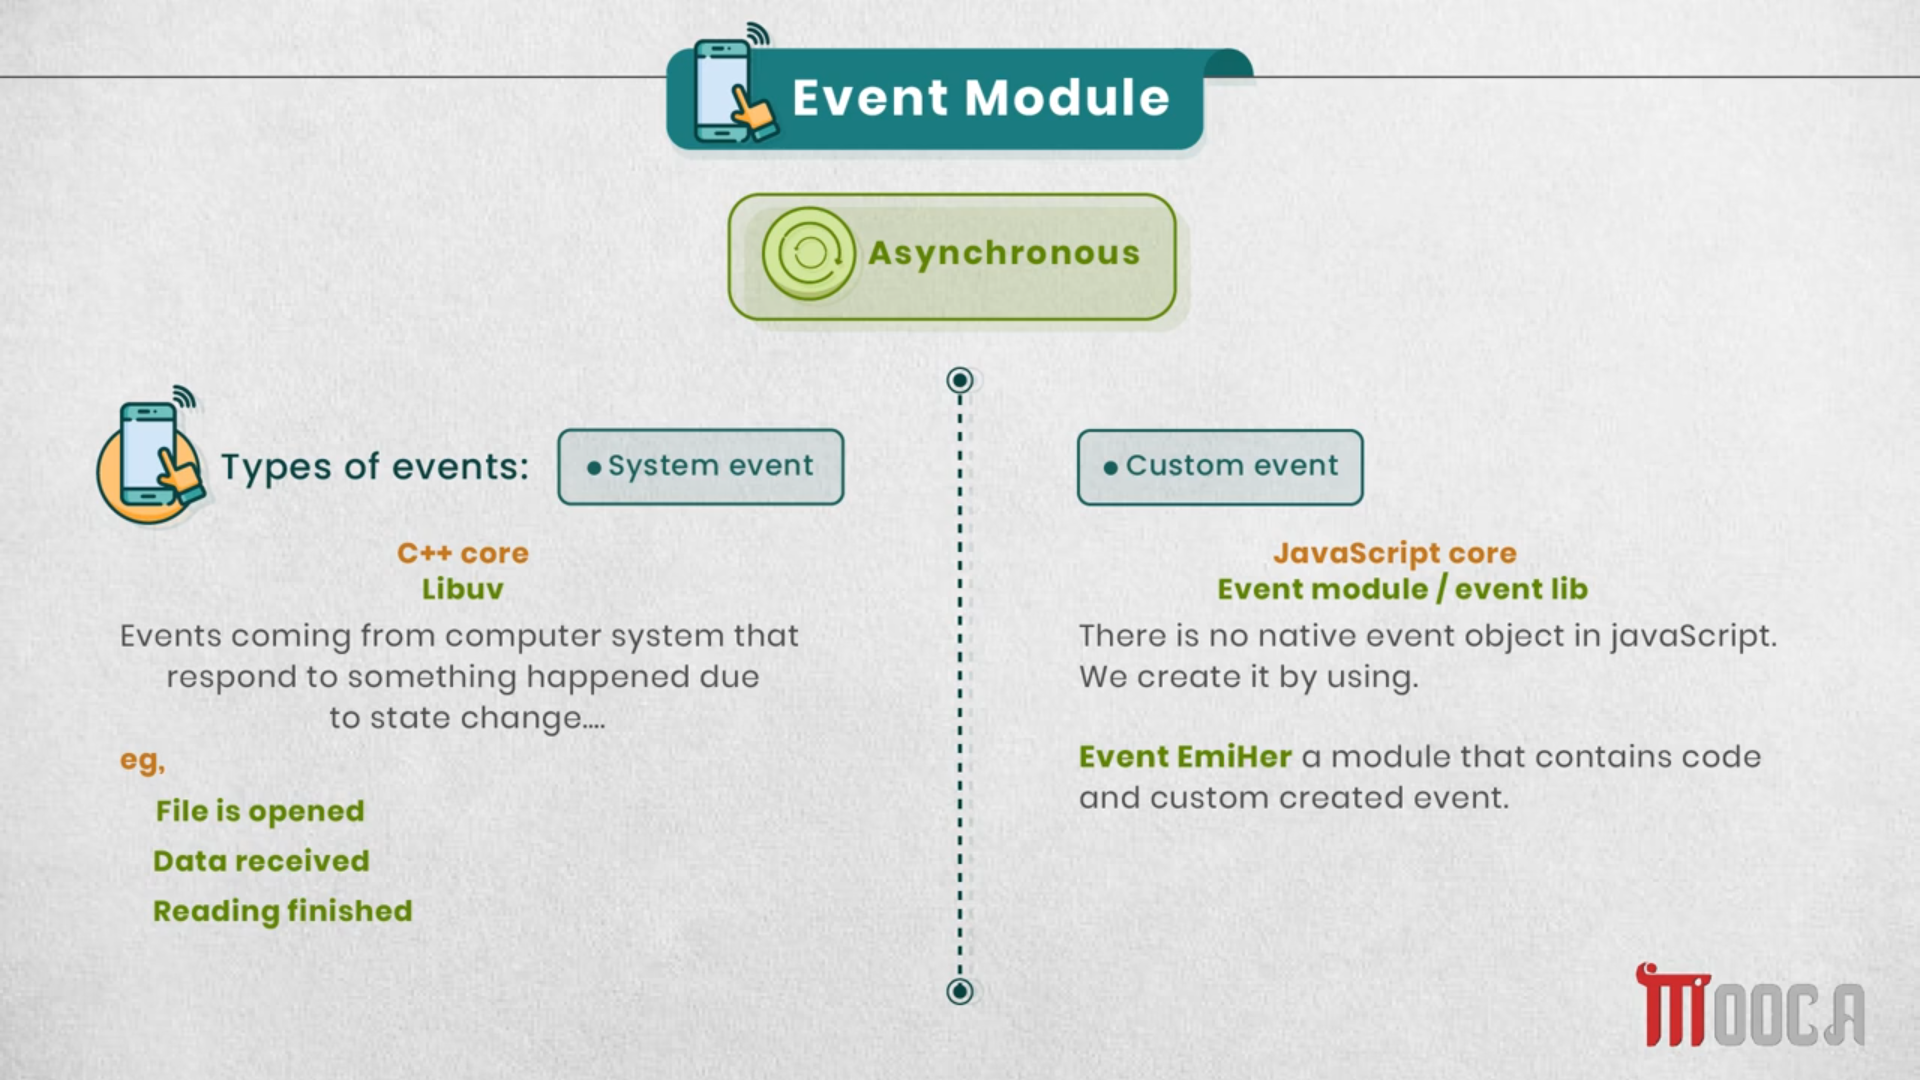 Event Module
Asynchronous
Types of events:
• System event
C++ core
Libuv
Events coming from computer system that
respond to something happened due
to state change....
eg,
File is opened
Data received
Reading finished
• Custom event
JavaScript core
Event module / event lib
There is no native event object in javaScript.
We create it by using.
Event EmiHer a module that contains code
and custom created event.
MOOCA